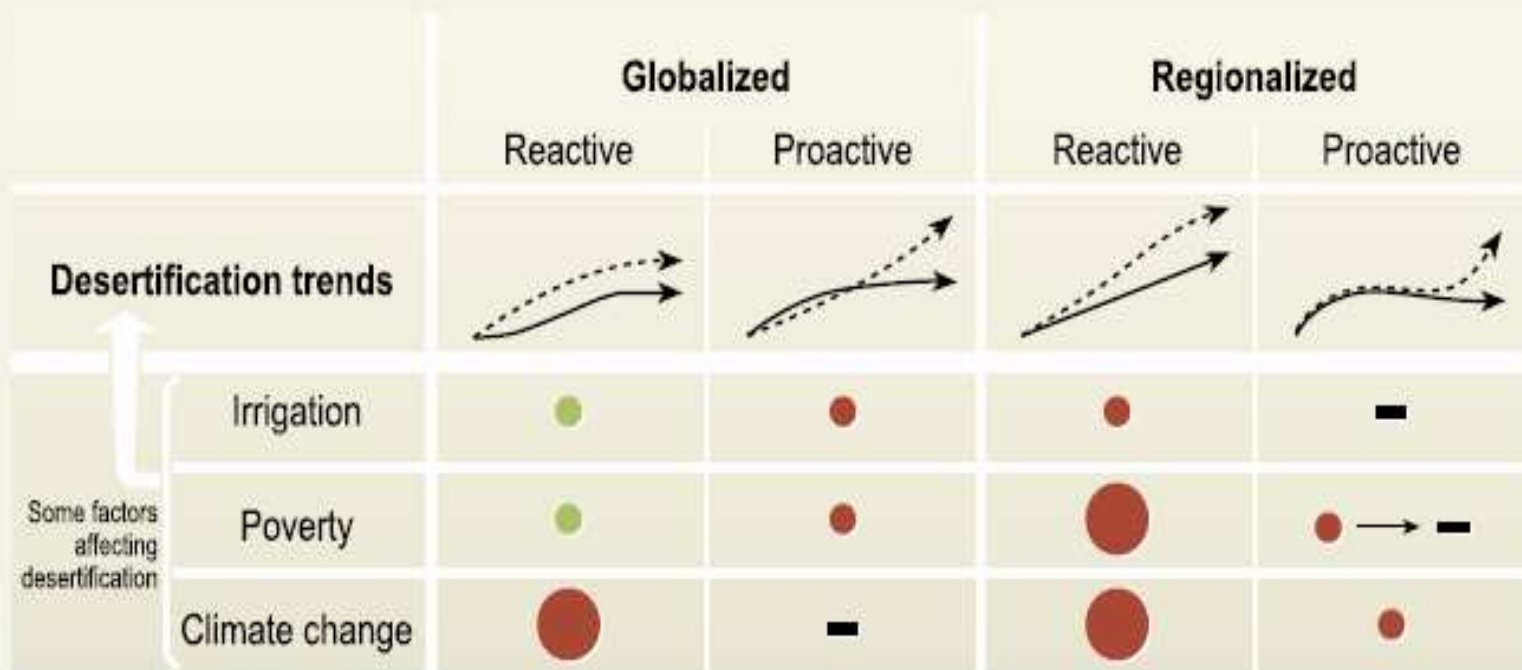 Globalized
Regionalized
Reactive
Proactive
Reactive
Proactive
Desertification trends
Some factors
affecting
desertification
Irrigation
Poverty
Climate change